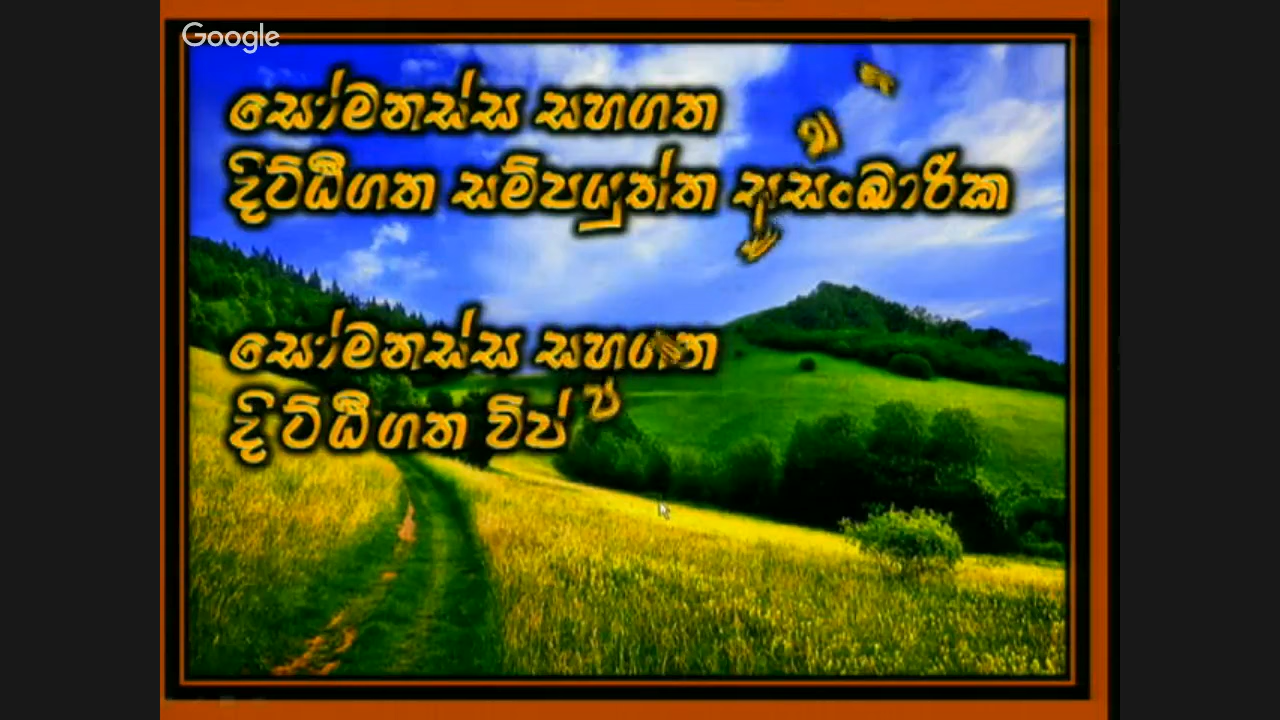 Google
සෝමනස්ස සහගත
දිට්ඨිගත සම්පයුත්ත අසංඛාරික
සෝමනස්ස සහගත
දිට්ඨිගත විප්ප